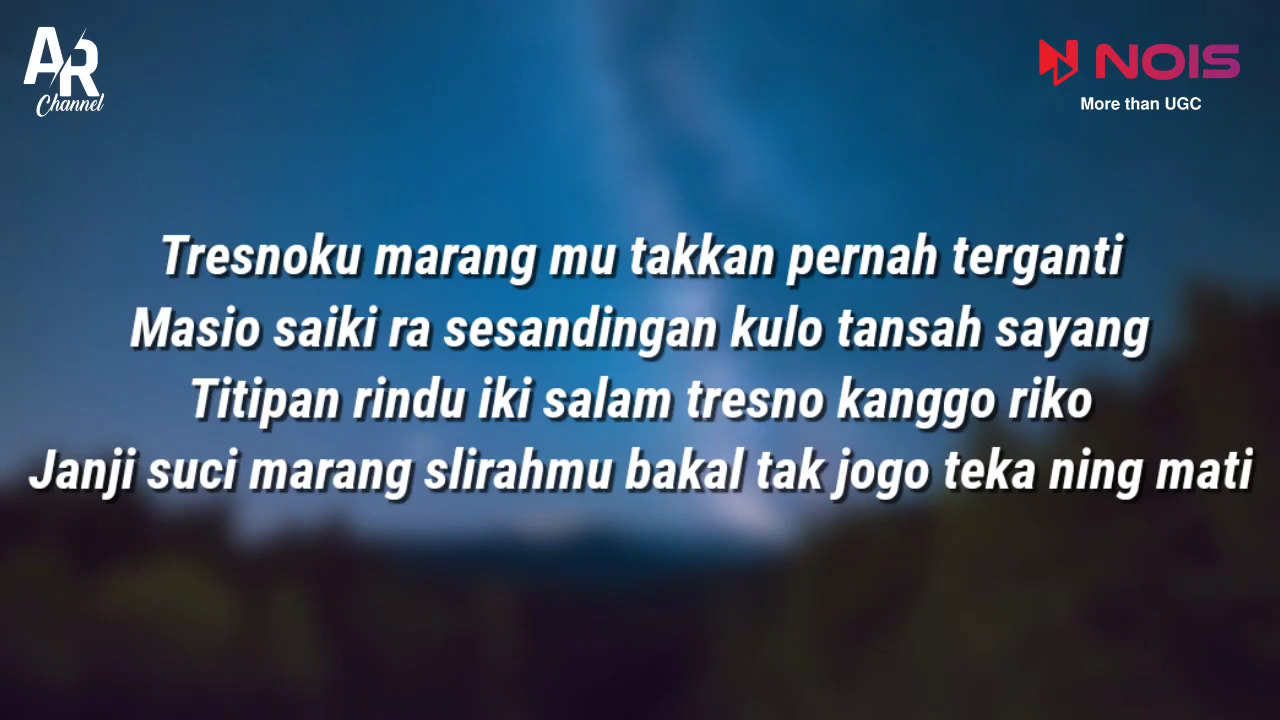 AR
Channel
NOIS
More than UGC
Tresnoku marang mu takkan pernah terganti
Masio saiki ra sesandingan kulo tansah sayang
Titipan rindu iki salam tresno kanggo riko
Janji suci marang slirahmu bakal tak jogo teka ning mati